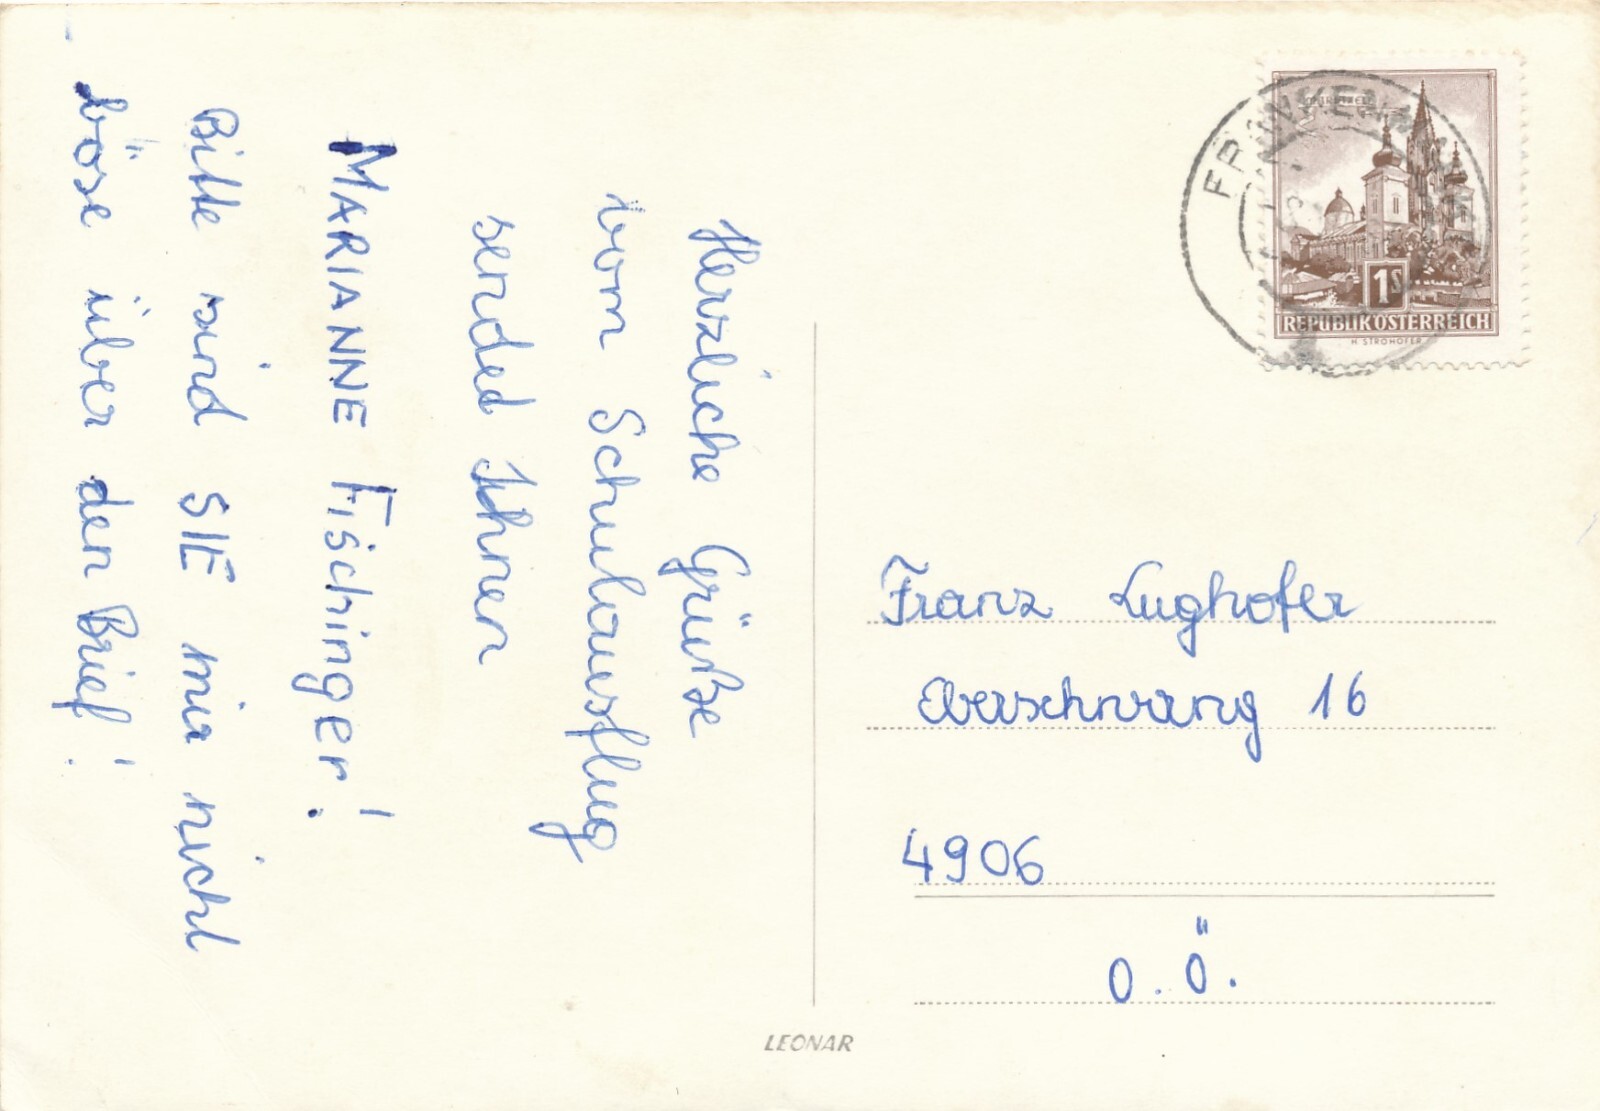 Herzliche Grüße
vom Schulausflug
sended Ihnen
MARIANNE Fischinger!
Bitte sind SIE mir nicht
böse über den Brief!
1S
REPUBLIK ÖSTERREICH
H. STROHOFER
Franz Lughofer
Eberschwang 16
4906
O.Ö.
LEONAR